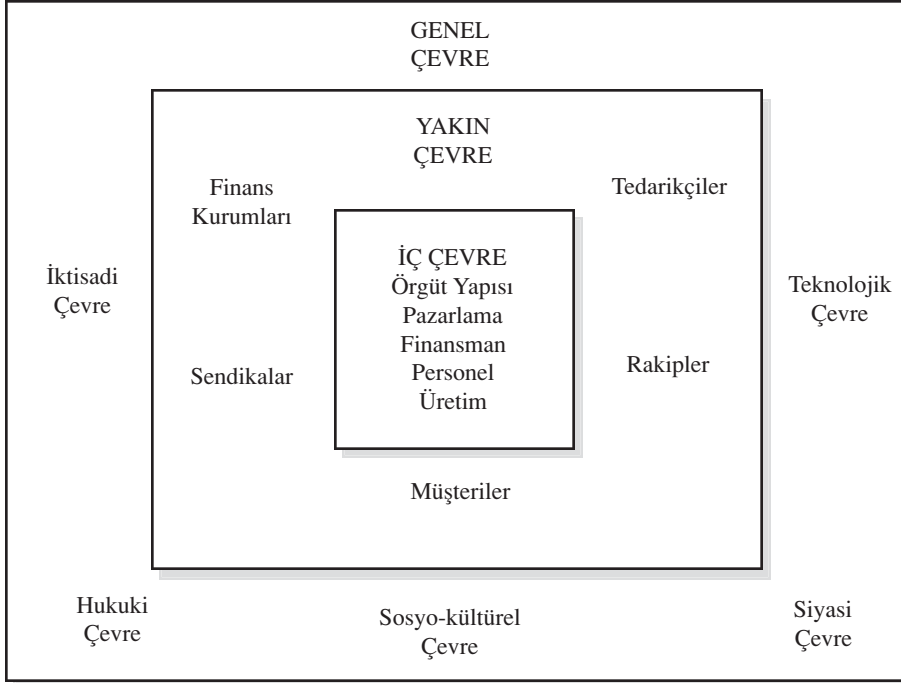 GENEL
ÇEVRE
YAKIN
ÇEVRE
Finans
Kurumları
Tedarikçiler
İÇ ÇEVRE
Örgüt Yapısı
Pazarlama
Finansman
Personel
Üretim
İktisadi
Çevre
Teknolojik
Çevre
Sendikalar
Rakipler
Müşteriler
Hukuki
Çevre
Sosyo-kültürel
Çevre
Siyasi
Çevre